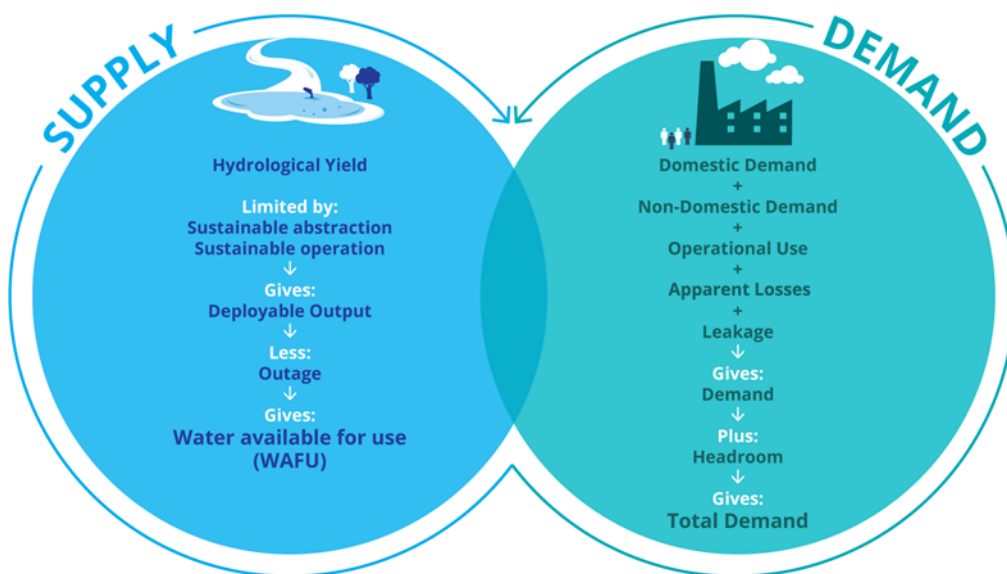 SUPPLY
Hydrological Yield
Limited by:
Sustainable abstraction
Sustainable operation
↓
Gives:
Deployable Output
↓
Less:
Outage
↓
Gives:
Water available for use
(WAFU)
DEMAND
Domestic Demand
+
Non-Domestic Demand
+
Operational Use
+
Apparent Losses
+
Leakage
↓
Gives:
Demand
↓
Plus:
Headroom
↓
Gives:
Total Demand